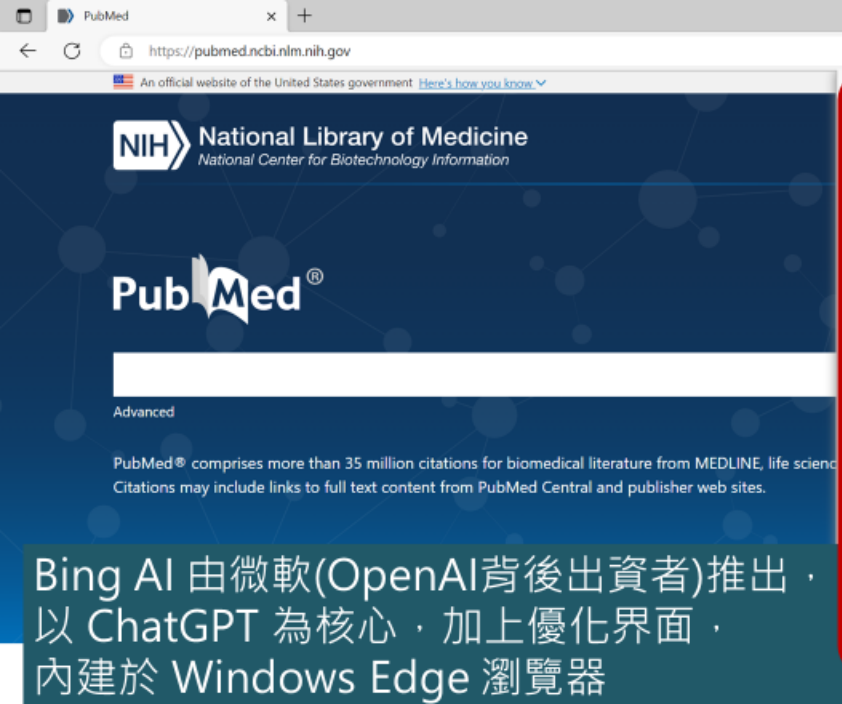 PubMed
https://pubmed.ncbi.nlm.nih.gov
An official website of the United States government Here's how you know
NIH National Library of Medicine
National Center for Biotechnology Information
PubMed®
Advanced
PubMed® comprises more than 35 million citations for biomedical literature from MEDLINE, life scienc
Citations may include links to full text content from PubMed Central and publisher web sites.
Bing AI 由微軟(OpenAI背後出資者)推出，
以 ChatGPT 為核心，加上優化界面，
內建於 Windows Edge 瀏覽器